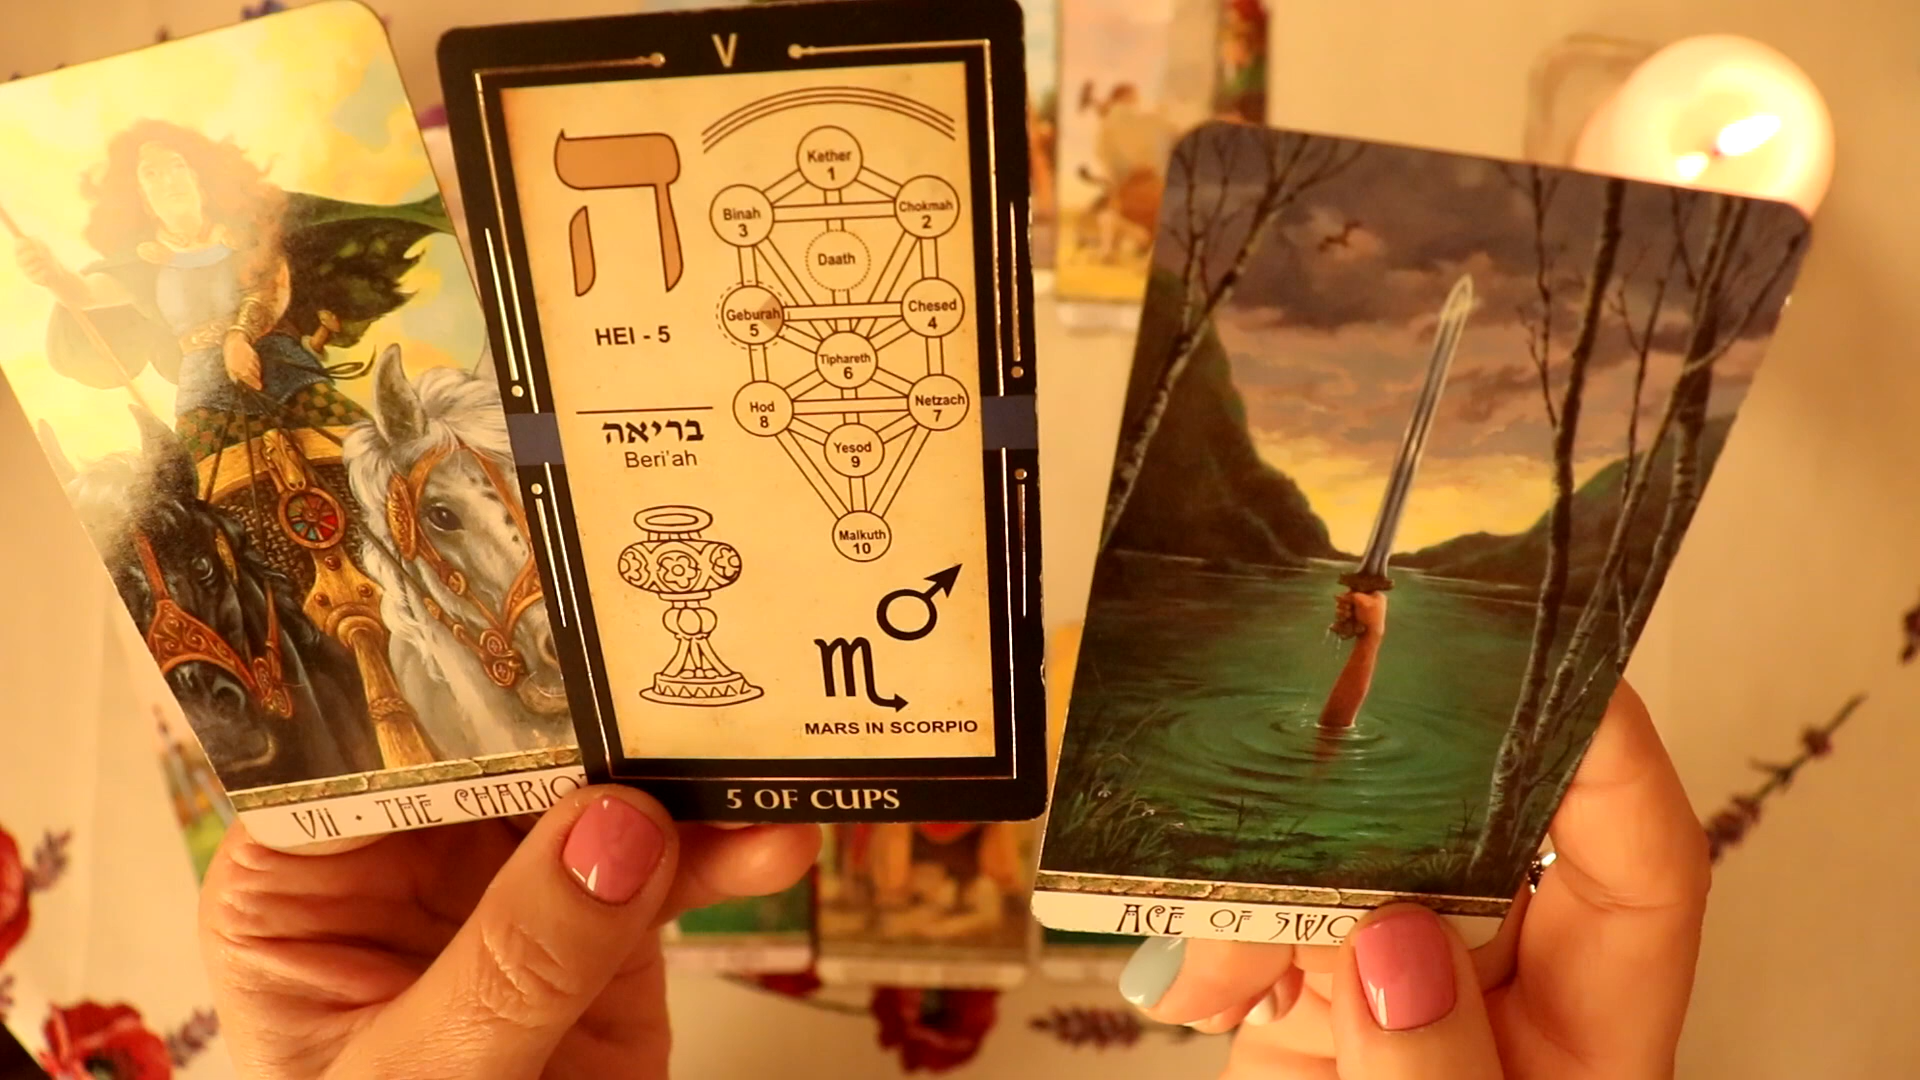 VII • THE CHARIO
V
ה
HEI - 5
בריאה
Beri'ah
Kether
1
Binah
3
Chokmah
2
Daath
Geburah
5
Chesed
4
Tiphareth
6
Hod
8
Netzach
7
Yesod
9
Malkuth
10
MARS IN SCORPIO
5 OF CUPS
ACE OF SWO